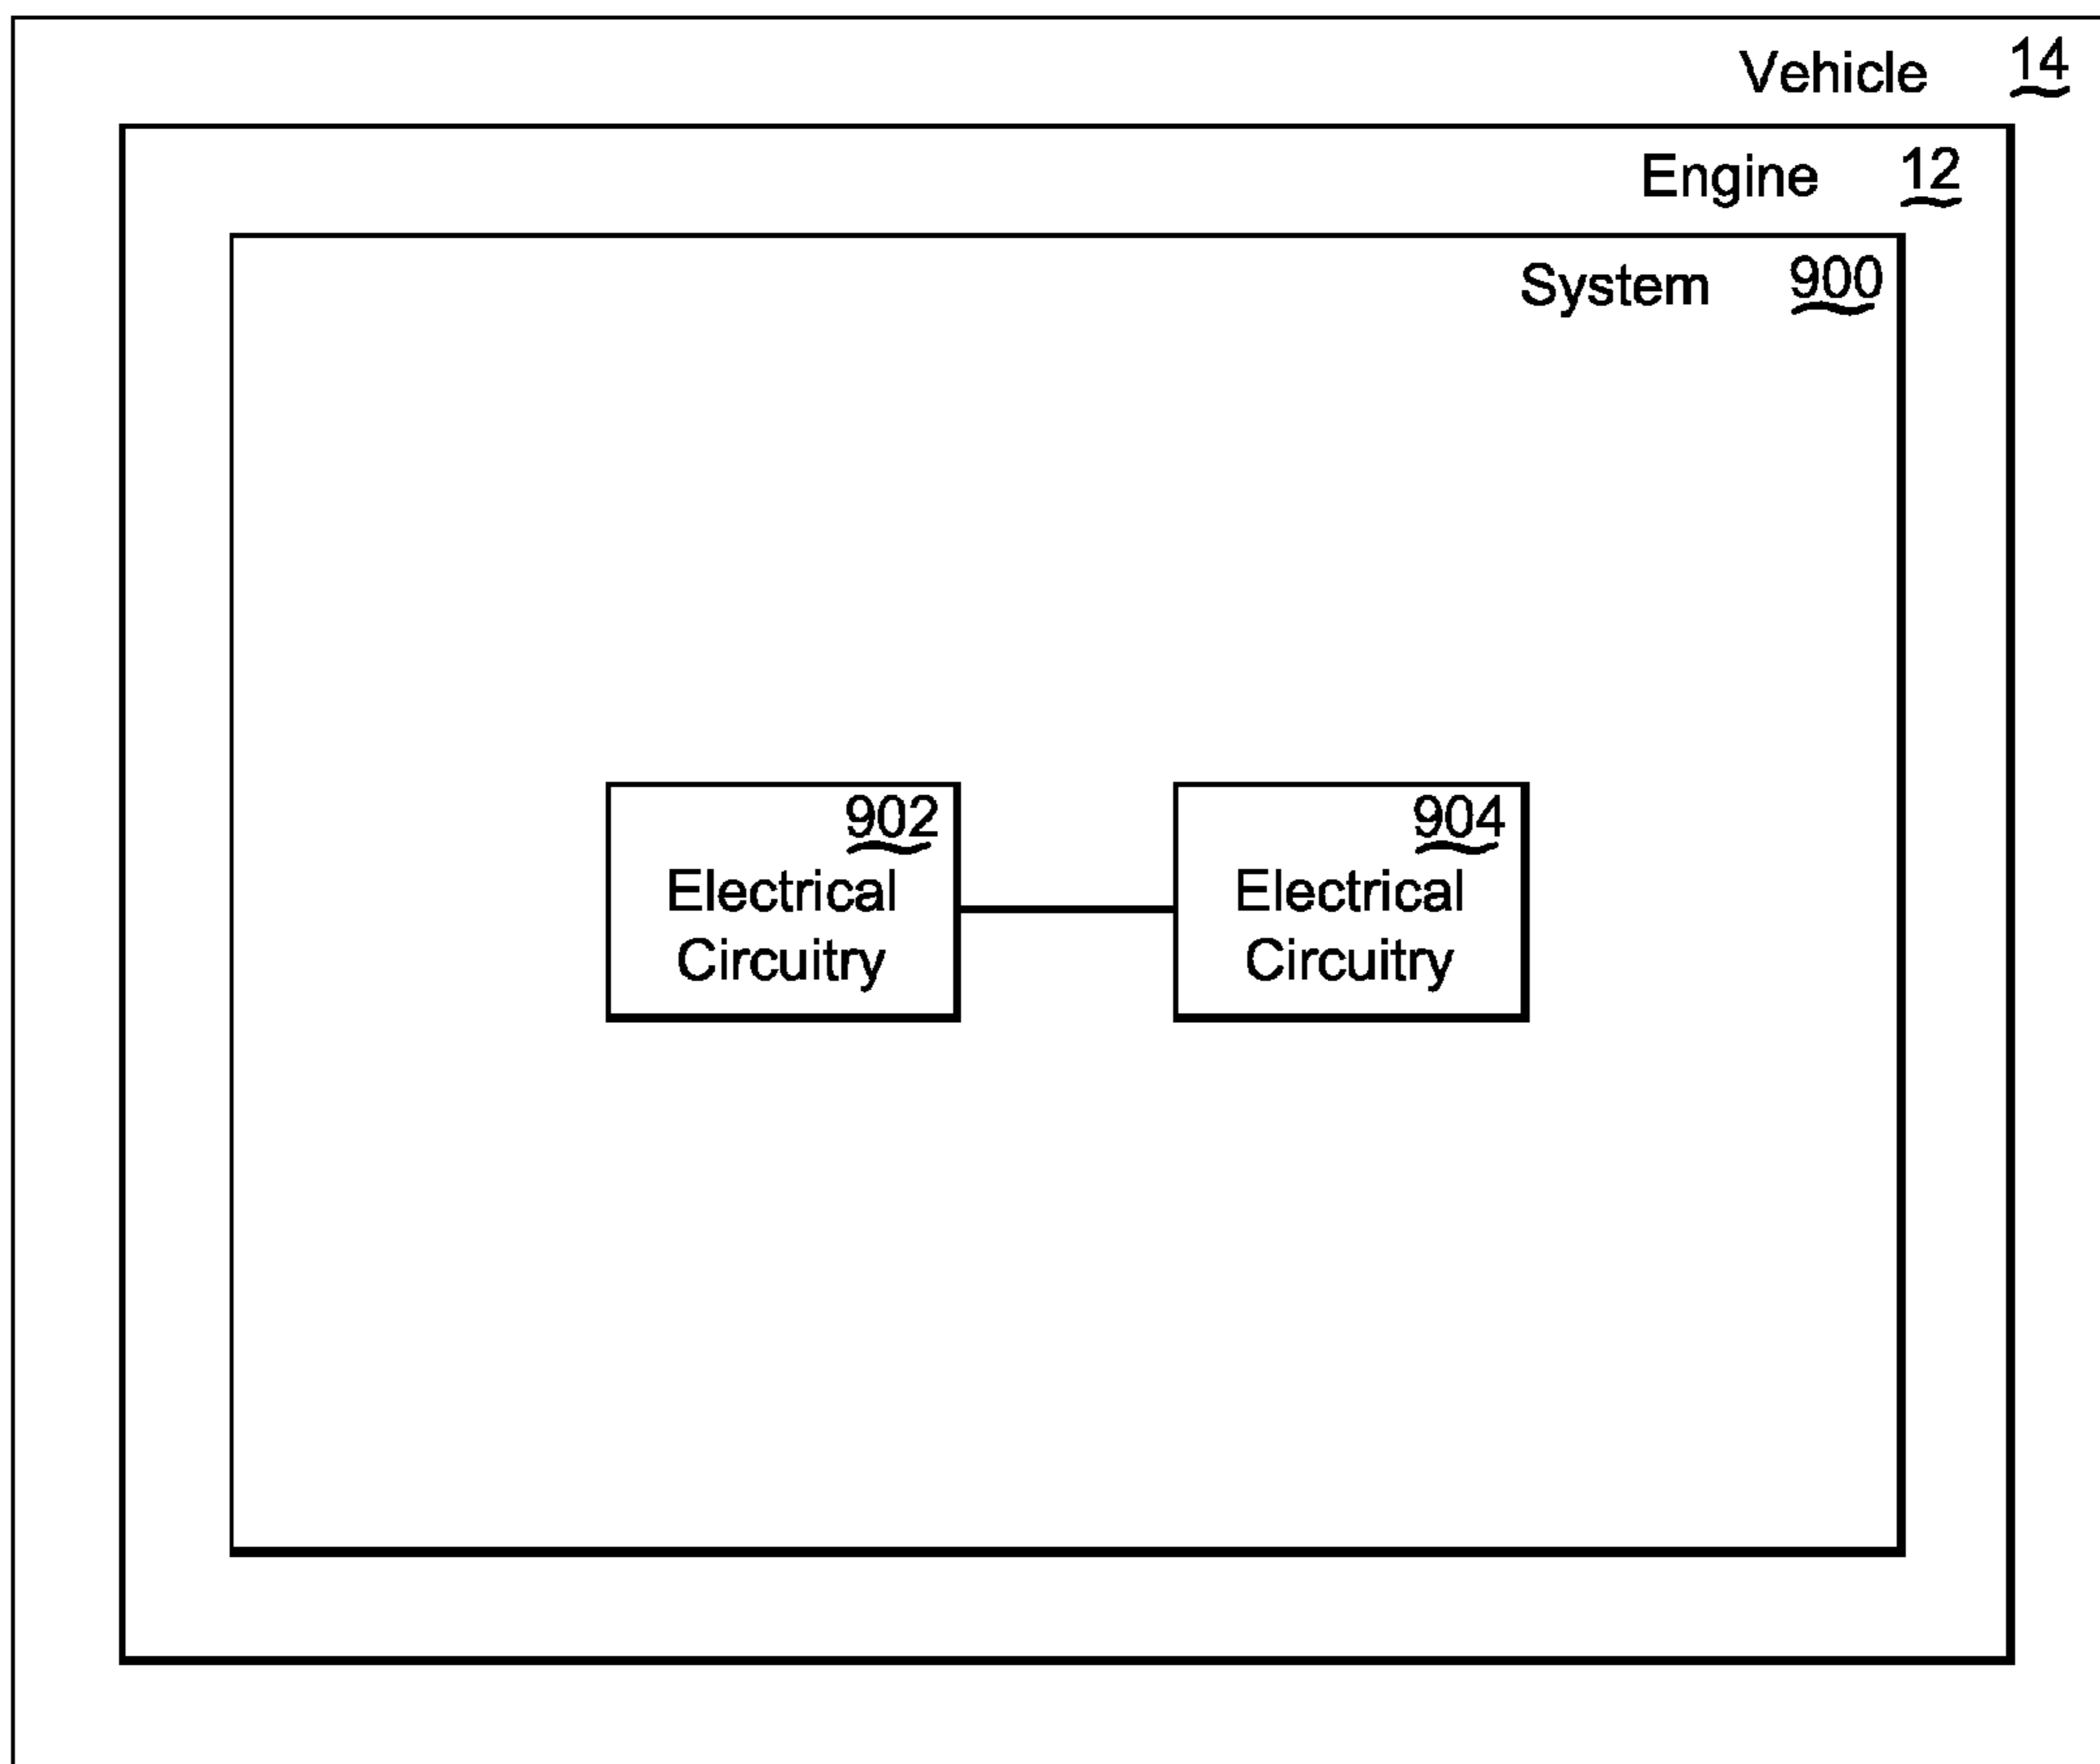 Vehicle 14
Engine 12
System 900
902
Electrical
Circuitry
904
Electrical
Circuitry